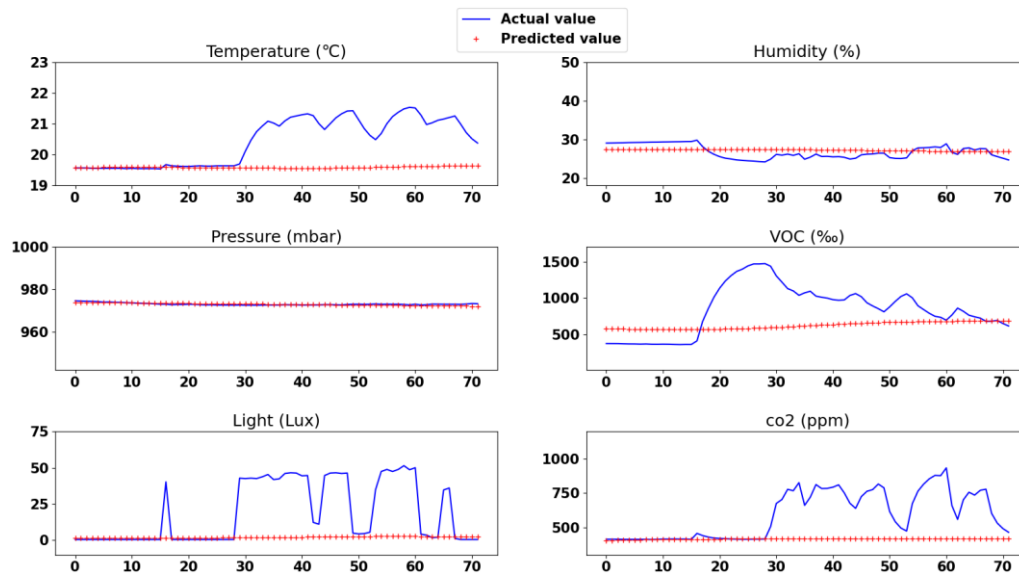 Actual value
Predicted value
Temperature (℃)
Humidity (%)
23
22
21
20
19
0 10 20 30 40 50 60 70
50
40
30
20
0 10 20 30 40 50 60 70
Pressure (mbar)
VOC (‰)
1000
980
960
0 10 20 30 40 50 60 70
1500
1000
500
0 10 20 30 40 50 60 70
Light (Lux)
co2 (ppm)
75
50
25
0
0 10 20 30 40 50 60 70
1000
750
500
0 10 20 30 40 50 60 70